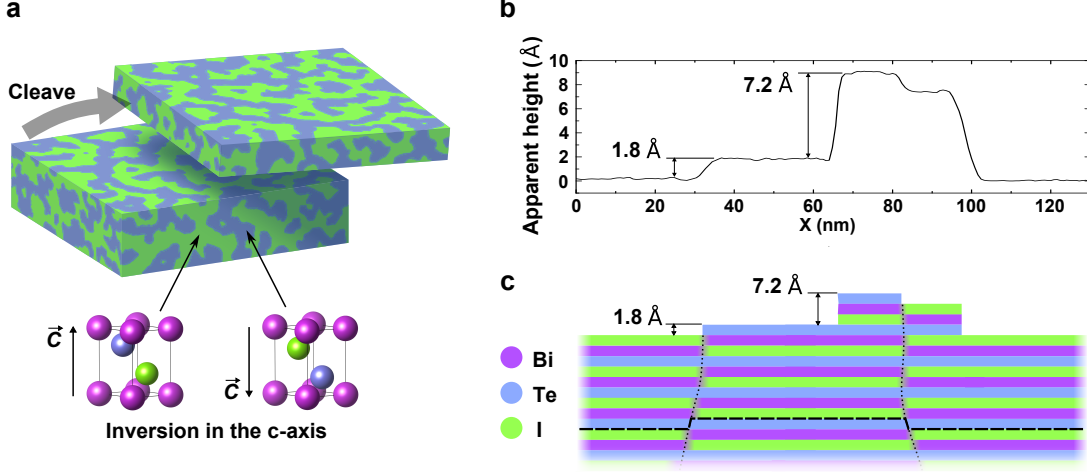 a
Cleave
C
C
Inversion in the c-axis
b
Apparent height (Å)
10
8
6
4
2
0
7.2 Å
1.8 Å
0 20 40 60 80 100 120
X (nm)
c
7.2 Å
1.8 Å
Bi
Te
I